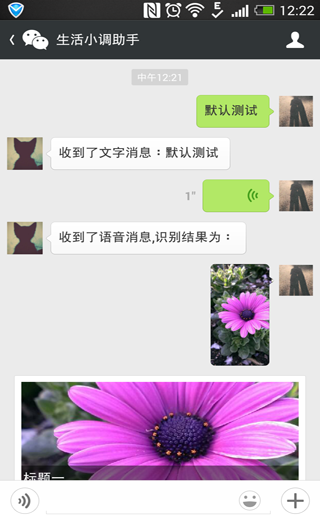 12:22
生活小调助手
中午12:21
默认测试
收到了文字消息：默认测试
1"
收到了语音消息,识别结果为：
标题一